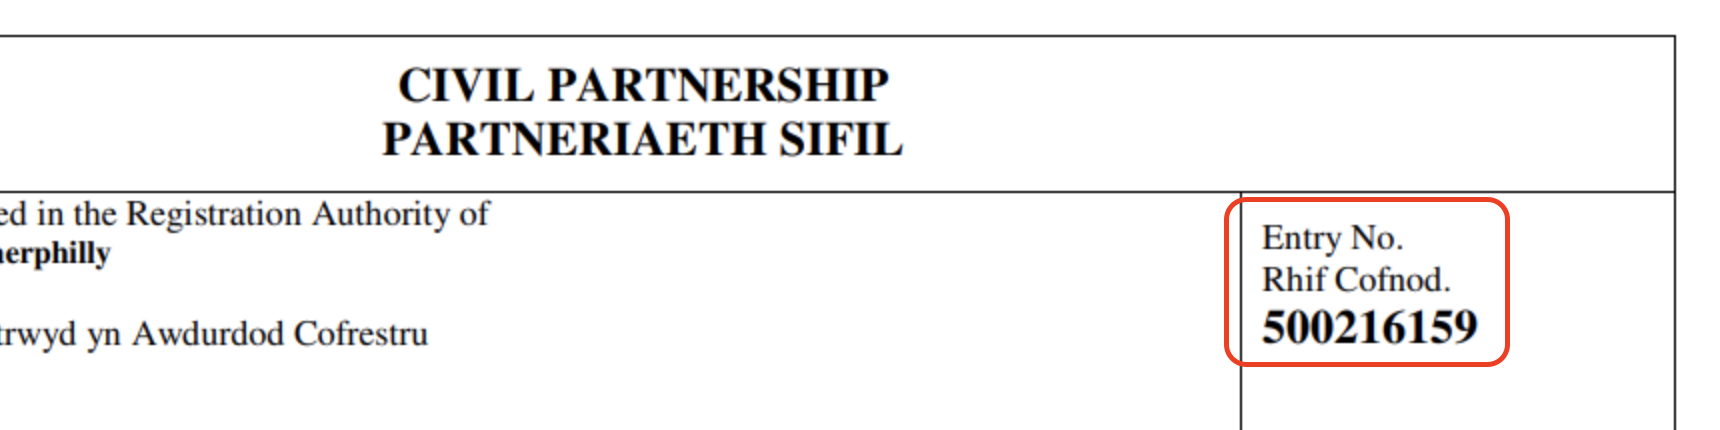 CIVIL PARTNERSHIP
PARTNERIAETH SIFIL
ed in the Registration Authority of
erphilly
Entry No.
Rhif Cofnod.
500216159
trwyd yn Awdurdod Cofrestru